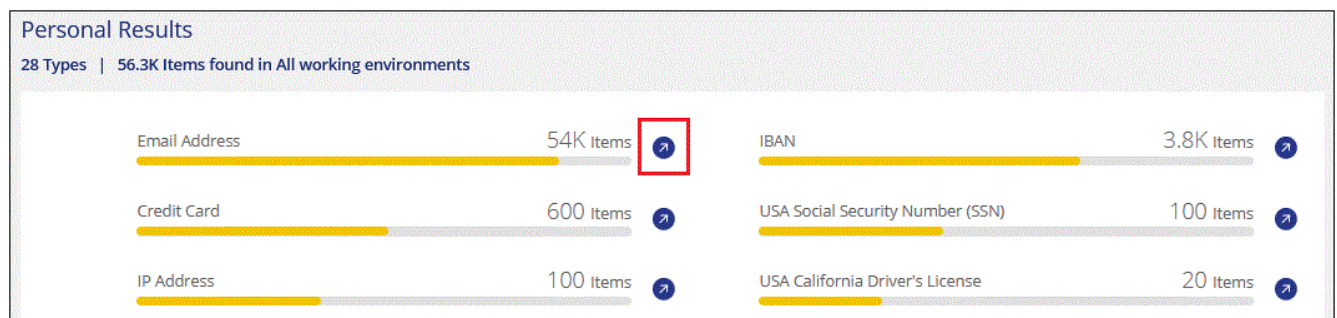 Personal Results
28 Types | 56.3K Items found in All working environments
Email Address 54K Items
IBAN 3.8K Items
Credit Card 600 Items
USA Social Security Number (SSN) 100 Items
IP Address 100 Items
USA California Driver's License 20 Items